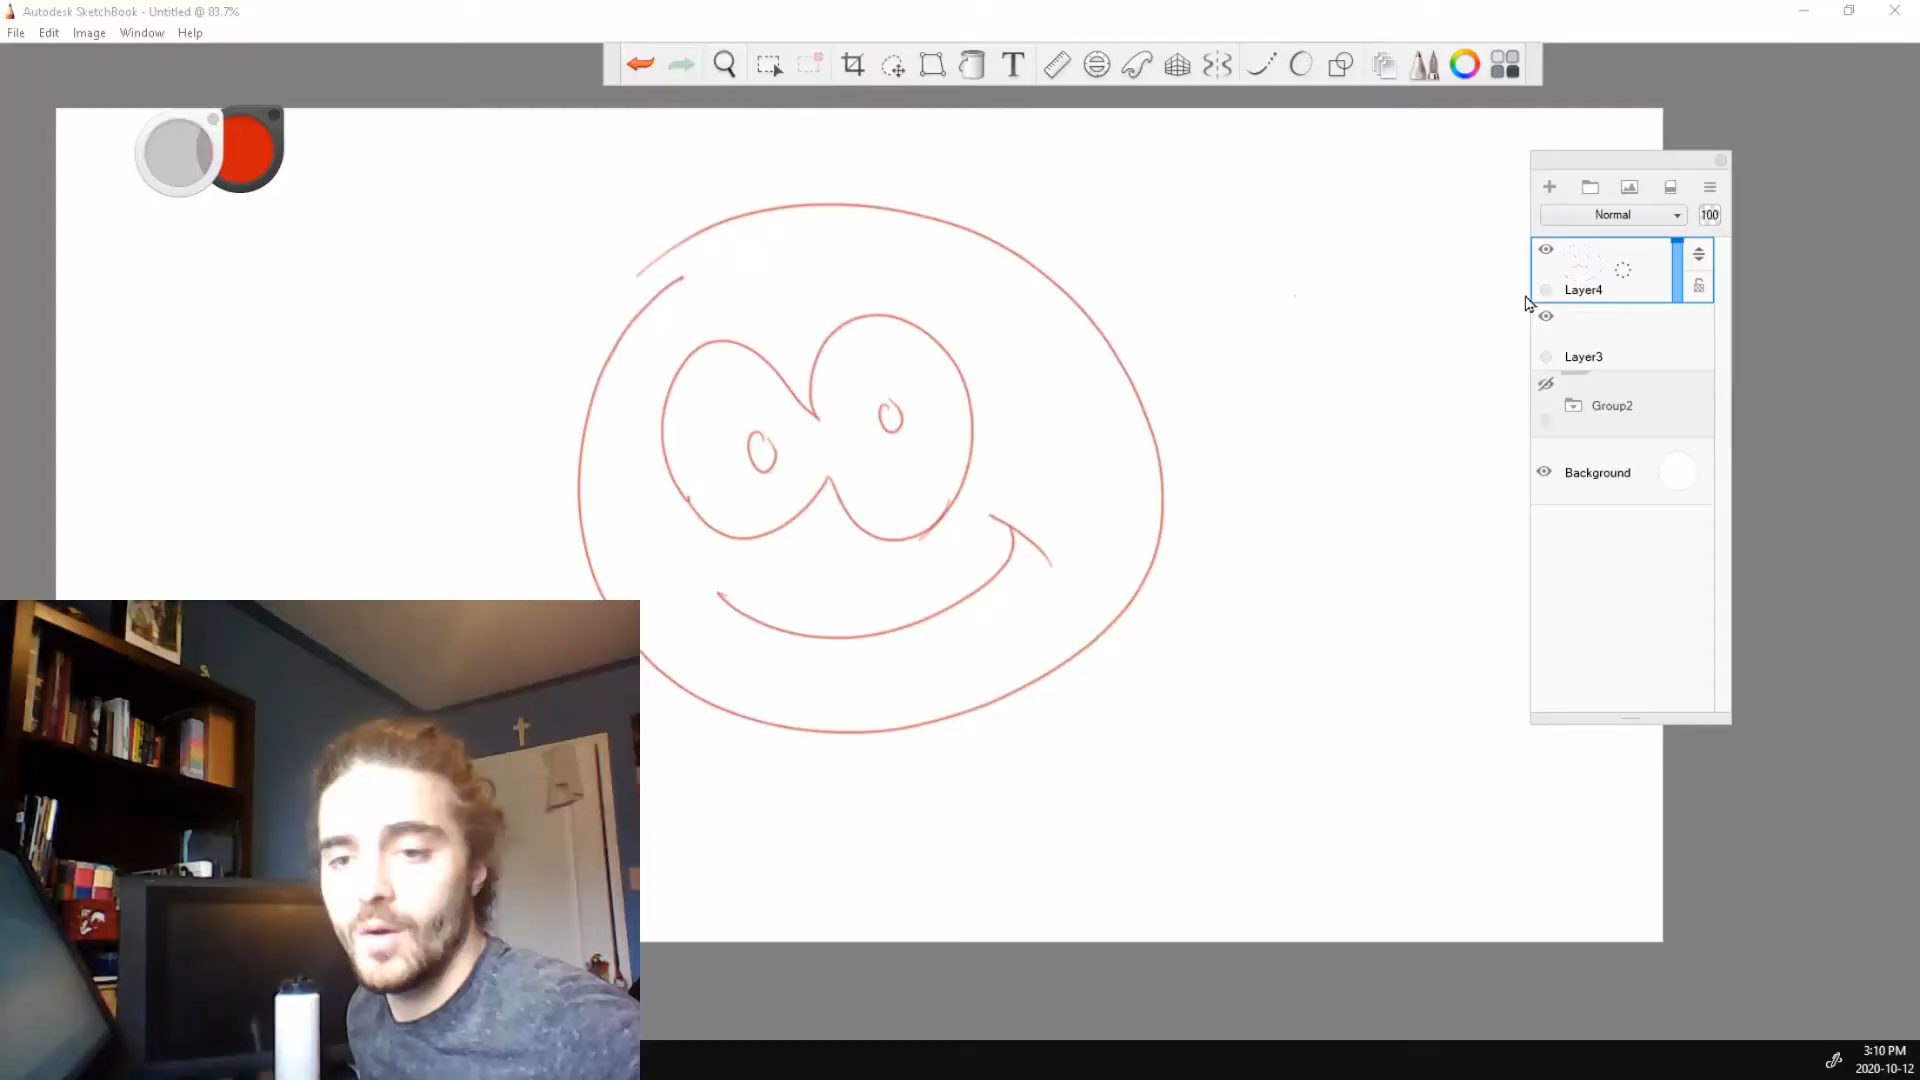 Autodesk SketchBook - Untitled @ 83.7%
File Edit Image Window Help
T
Normal 100
Layer4
Layer3
Group2
Background
3:10 PM
2020-10-12